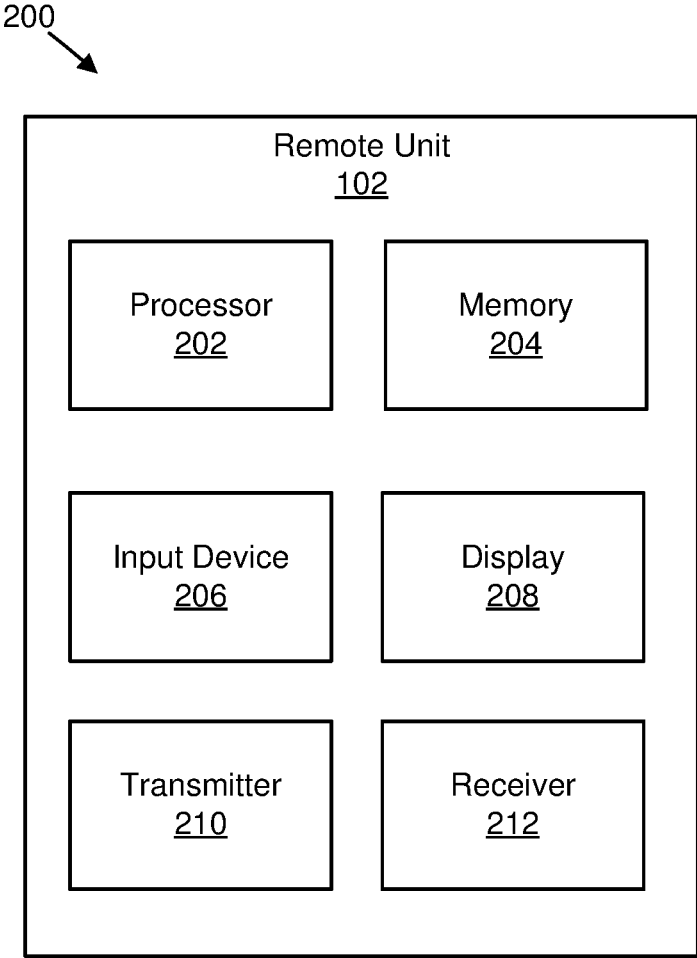 200
Remote Unit
102
Processor
202
Memory
204
Input Device
206
Display
208
Transmitter
210
Receiver
212